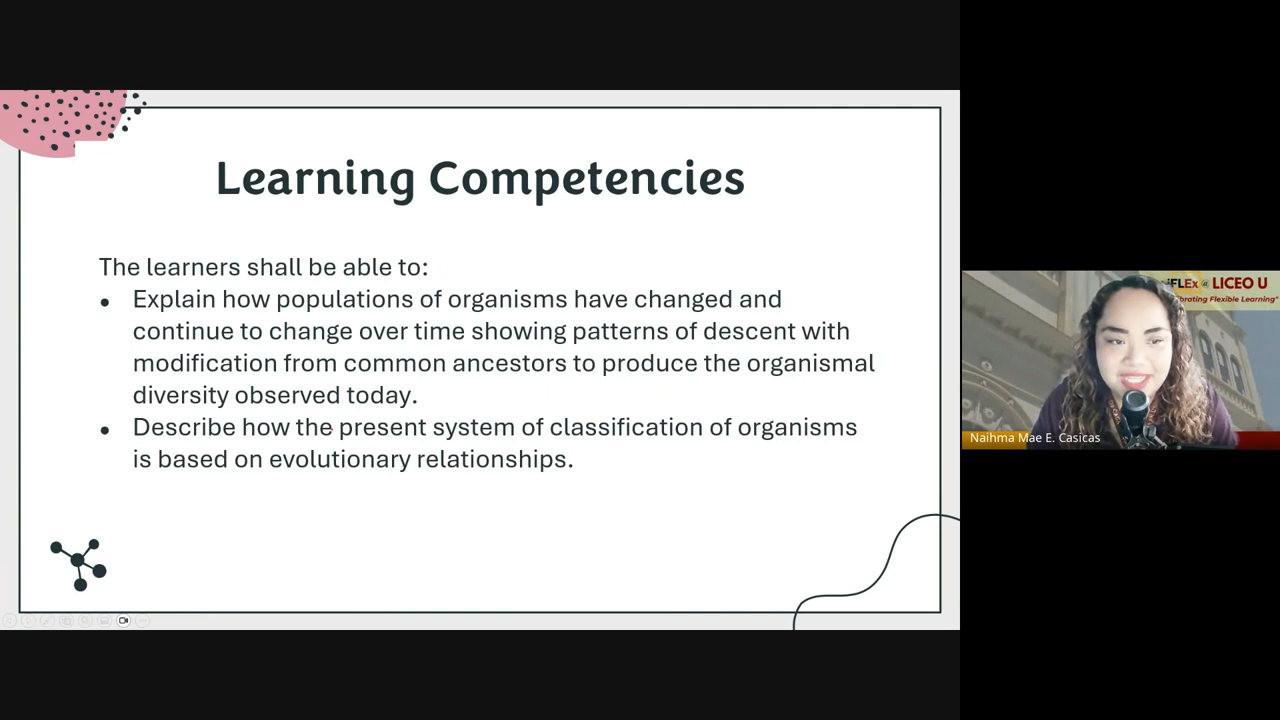 Learning Competencies
The learners shall be able to:
Explain how populations of organisms have changed and
continue to change over time showing patterns of descent with
modification from common ancestors to produce the organismal
diversity observed today.
Describe how the present system of classification of organisms
is based on evolutionary relationships.
LICEO U
Flexible Learning"
Naihma Mae E. Casicas